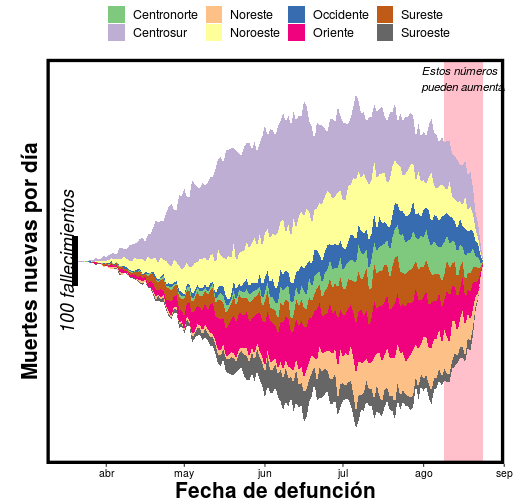 Centronorte Noreste Occidente Sureste
Centrosur Noroeste Oriente Suroeste
Estos números
pueden aumenta
Muertes nuevas por día
100 fallecimientos
abr may jun jul ago sep
Fecha de defunción